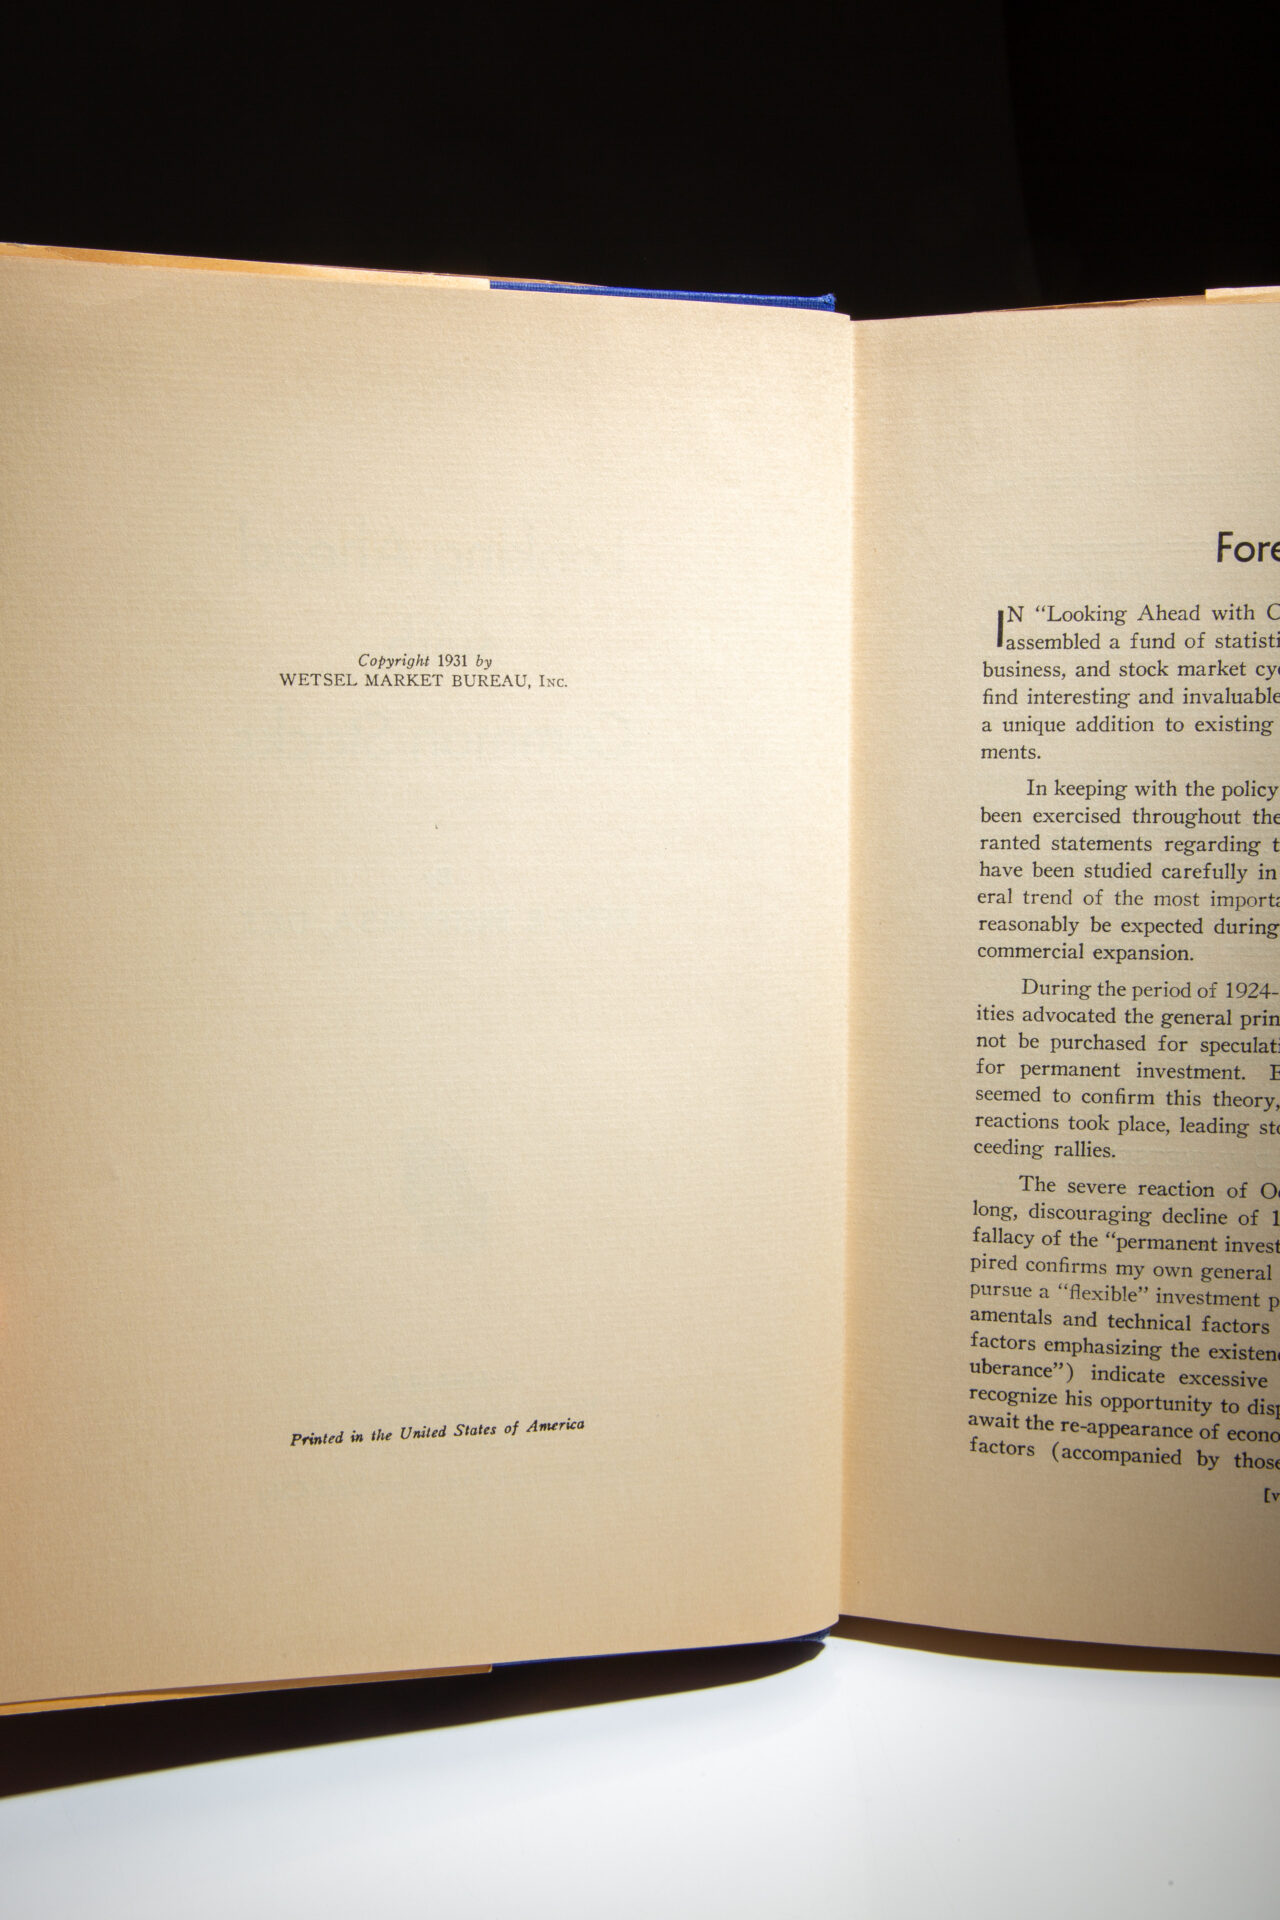 Copyright 1931 by
WETSEL MARKET BUREAU, INC.
Printed in the United States of America
Fore
IN "Looking Ahead with C
assembled a fund of statisti
business, and stock market cy
find interesting and invaluable
a unique addition to existing
ments.
In keeping with the policy
been exercised throughout the
ranted statements regarding t
have been studied carefully in
eral trend of the most importa
reasonably be expected during
commercial expansion.
During the period of 1924-
ities advocated the general prin
not be purchased for speculati
for permanent investment. E
seemed to confirm this theory,
reactions took place, leading sto
ceeding rallies.
The severe reaction of Oc
long, discouraging decline of 1
fallacy of the "permanent invest
pired confirms my own general
pursue a "flexible" investment p
amentals and technical factors
factors emphasizing the existenc
uberance") indicate excessive
recognize his opportunity to disp
await the re-appearance of econo
factors (accompanied by those
[v